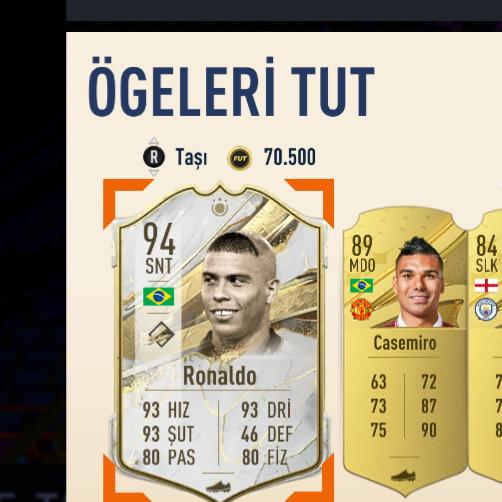 ÖGELERİ TUT
R Taşı FUT 70.500
94
SNT
Ronaldo
93 HIZ 93 DRİ
93 ŞUT 46 DEF
80 PAS 80 FİZ
89
MDO
Casemiro
63 72
73 87
75 90
84
SLK